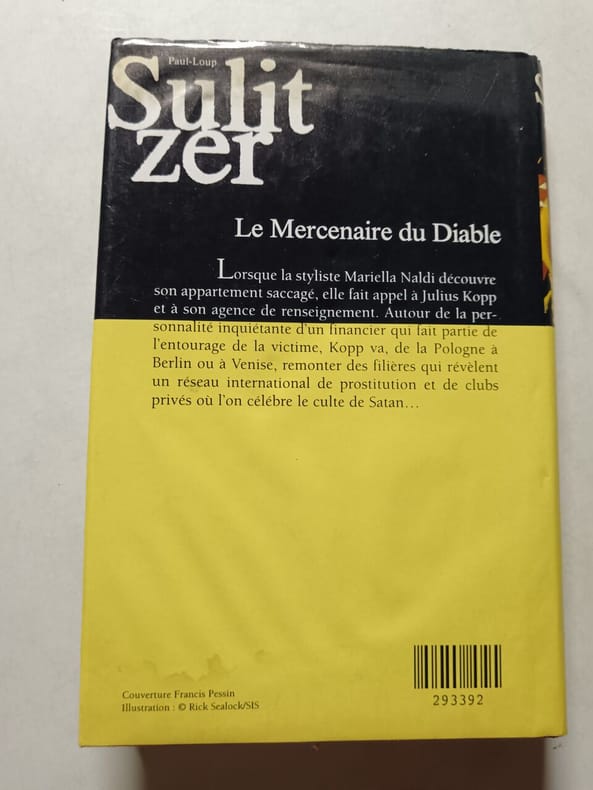 Paul-Loup
Sulit
zer
Le Mercenaire du Diable
Lorsque la styliste Mariella Naldi découvre
son appartement saccagé, elle fait appel à Julius Kopp
et à son agence de renseignement. Autour de la per-
sonnalité inquiétante d'un financier qui fait partie de
l'entourage de la victime, Kopp va, de la Pologne à
Berlin ou à Venise, remonter des filières qui révèlent
un réseau international de prostitution et de clubs
privés où l'on célébre le culte de Satan...
Couverture Francis Pessin
Illustration : © Rick Sealock/SIS
293392